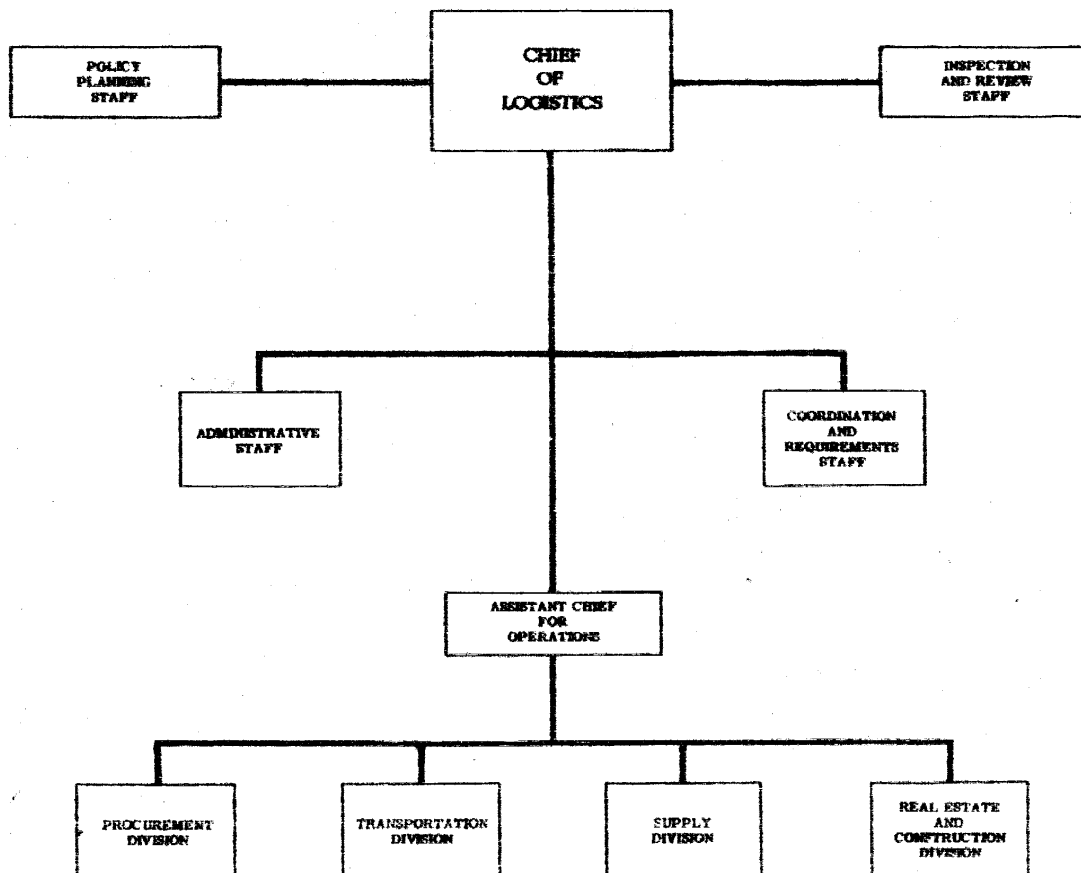 CHIEF
OF
LOGISTICS
POLICY
PLANNING
STAFF
INSPECTION
AND REVIEW
STAFF
ADMINISTRATIVE
STAFF
COORDINATION
AND
REQUIREMENTS
STAFF
ASSISTANT CHIEF
FOR
OPERATIONS
PROCUREMENT
DIVISION
TRANSPORTATION
DIVISION
SUPPLY
DIVISION
REAL ESTATE
AND
CONSTRUCTION
DIVISION